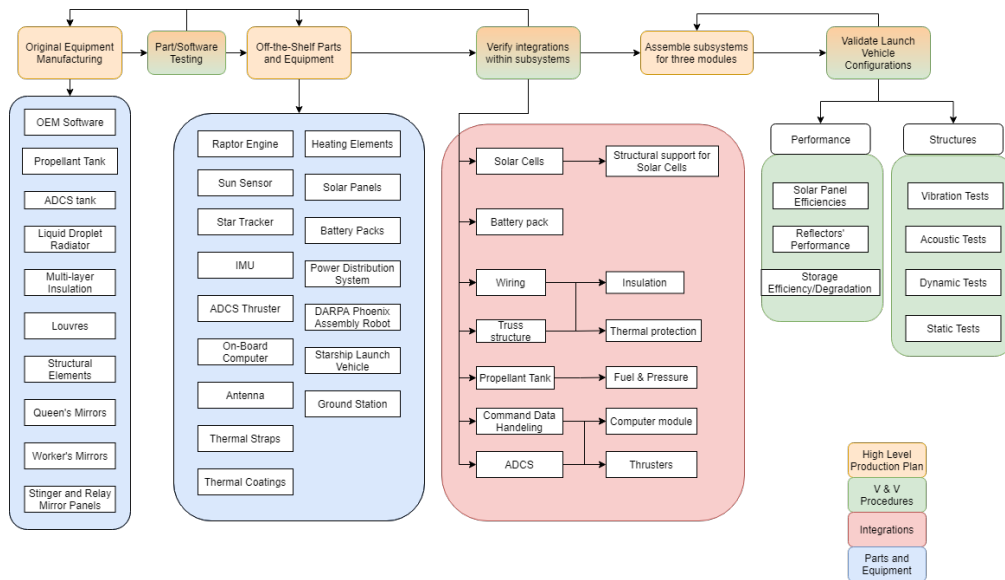 Original Equipment
Manufacturing
Part/Software
Testing
Off-the-Shelf Parts
and Equipment
Verify integrations
within subsystems
Assemble subsystems
for three modules
Validate Launch
Vehicle
Configurations
OEM Software
Propellant Tank
ADCS tank
Liquid Droplet
Radiator
Multi-layer
Insulation
Louvres
Structural
Elements
Queen's Mirrors
Worker's Mirrors
Stinger and Relay
Mirror Panels
Raptor Engine
Sun Sensor
Star Tracker
IMU
ADCS Thruster
On-Board
Computer
Antenna
Thermal Straps
Thermal Coatings
Heating Elements
Solar Panels
Battery Packs
Power Distribution
System
DARPA Phoenix
Assembly Robot
Starship Launch
Vehicle
Ground Station
Solar Cells
Structural support for
Solar Cells
Battery pack
Wiring
Insulation
Truss
structure
Thermal protection
Propellant Tank
Fuel & Pressure
Command Data
Handeling
Computer module
ADCS
Thrusters
Performance
Solar Panel
Efficiencies
Reflectors'
Performance
Storage
Efficiency/Degradation
Structures
Vibration Tests
Acoustic Tests
Dynamic Tests
Static Tests
High Level
Production Plan
V & V
Procedures
Integrations
Parts and
Equipment